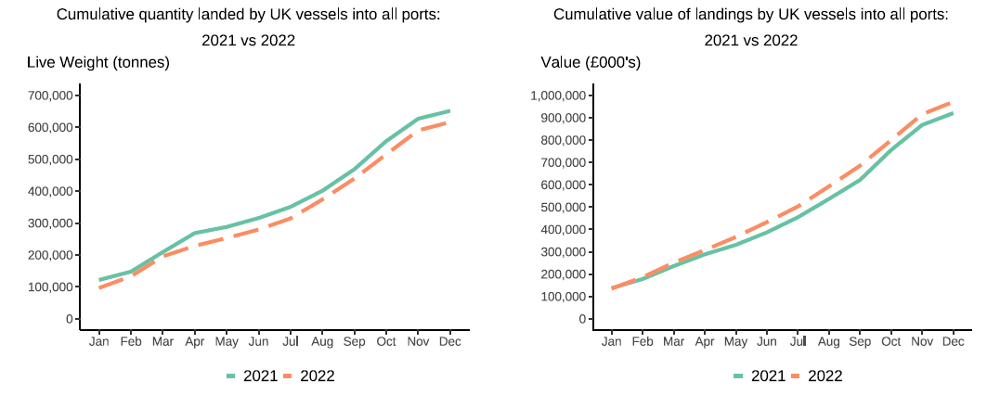 Cumulative quantity landed by UK vessels into all ports:
2021 vs 2022
Live Weight (tonnes)
700,000
600,000
500,000
400,000
300,000
200,000
100,000
0
Jan Feb Mar Apr May Jun Jul Aug Sep Oct Nov Dec
2021 2022
Cumulative value of landings by UK vessels into all ports:
2021 vs 2022
Value (£000's)
1,000,000
900,000
800,000
700,000
600,000
500,000
400,000
300,000
200,000
100,000
0
Jan Feb Mar Apr May Jun Jul Aug Sep Oct Nov Dec
2021 2022